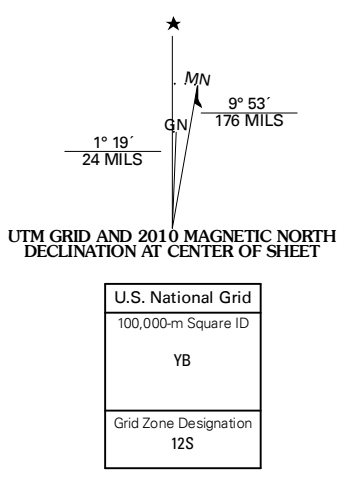 MN
9° 53´
176 MILS
GN
1° 19´
24 MILS
UTM GRID AND 2010 MAGNETIC NORTH
DECLINATION AT CENTER OF SHEET
U.S. National Grid
100,000-m Square ID
YB
Grid Zone Designation
12S